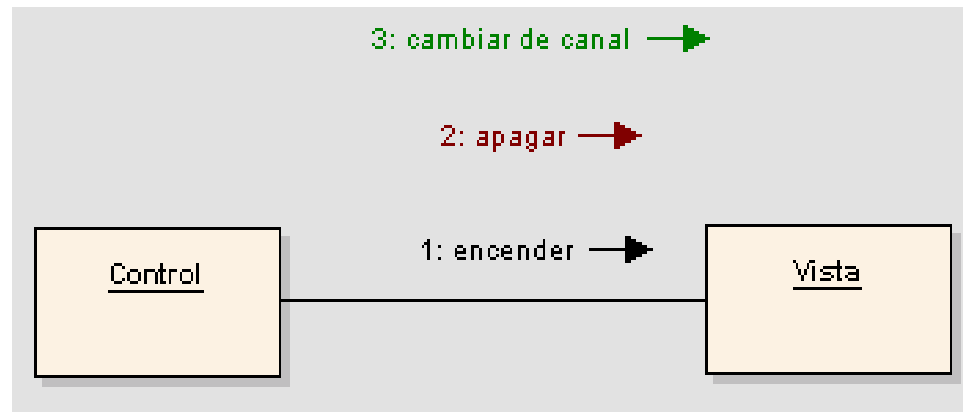 3: cambiar de canal
2: apagar
1: encender
Control
Vista